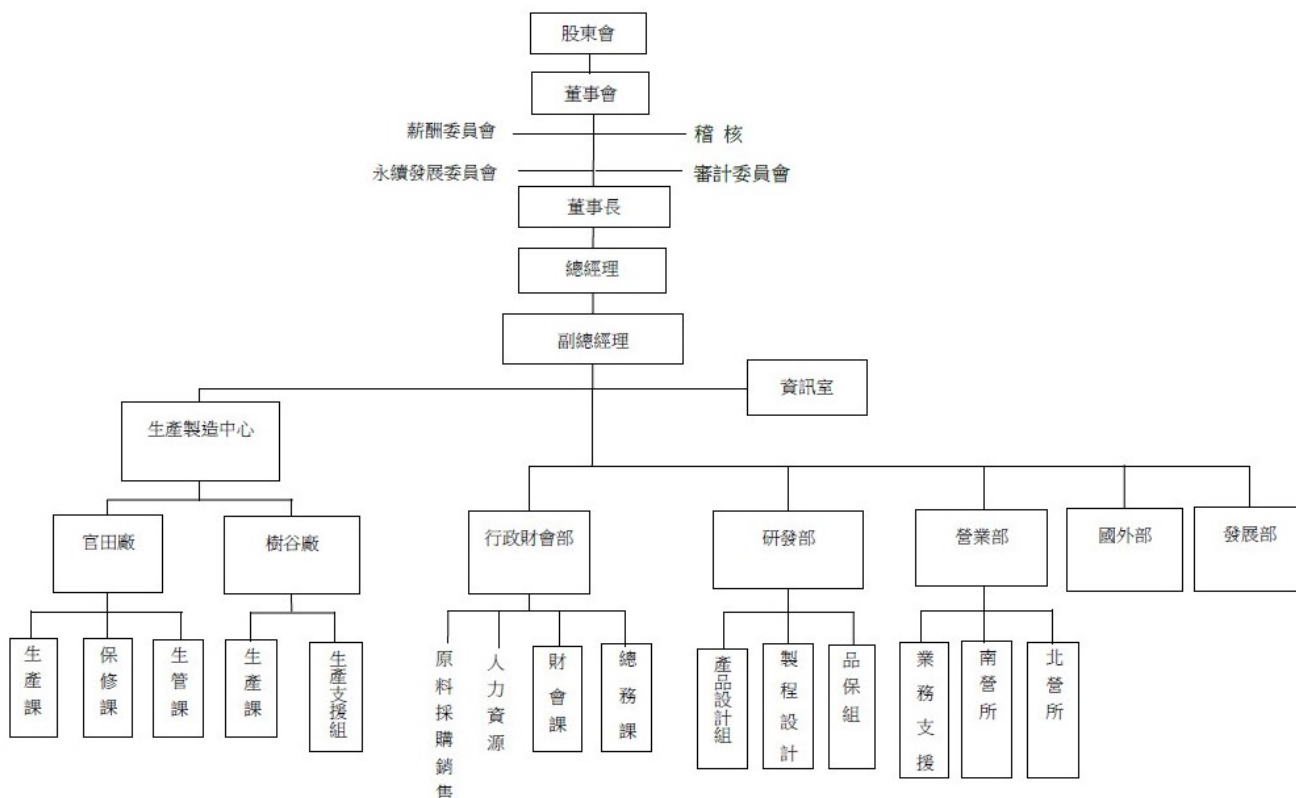 股東會
董事會
薪酬委員會
稽 核
永續發展委員會
審計委員會
董事長
總經理
副總經理
資訊室
生產製造中心
官田廠
樹谷廠
行政財會部
研發部
營業部
國外部
發展部
生產課
保修課
生管課
生產課
生產支援組
原料採購銷售
人力資源
財會課
總務課
產品設計組
製程設計
品保組
業務支援
南營所
北營所